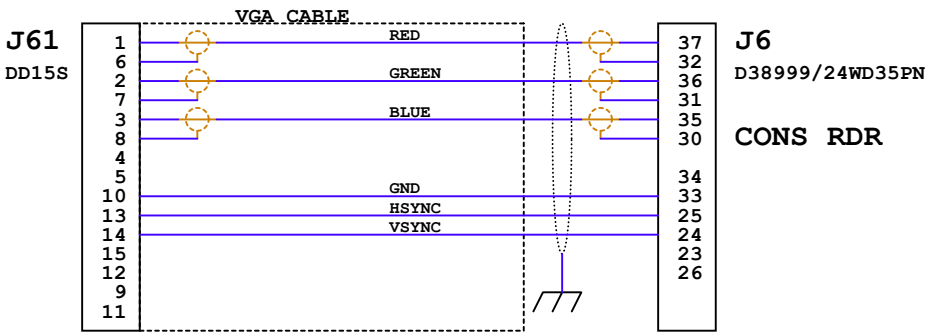 VGA CABLE
J61
DD15S
1
6
2
7
3
8
4
5
10
13
14
15
12
9
11
RED
GREEN
BLUE
GND
HSYNC
VSYNC
37
32
36
31
35
30
34
33
25
24
23
26
J6
D38999/24WD35PN
CONS RDR